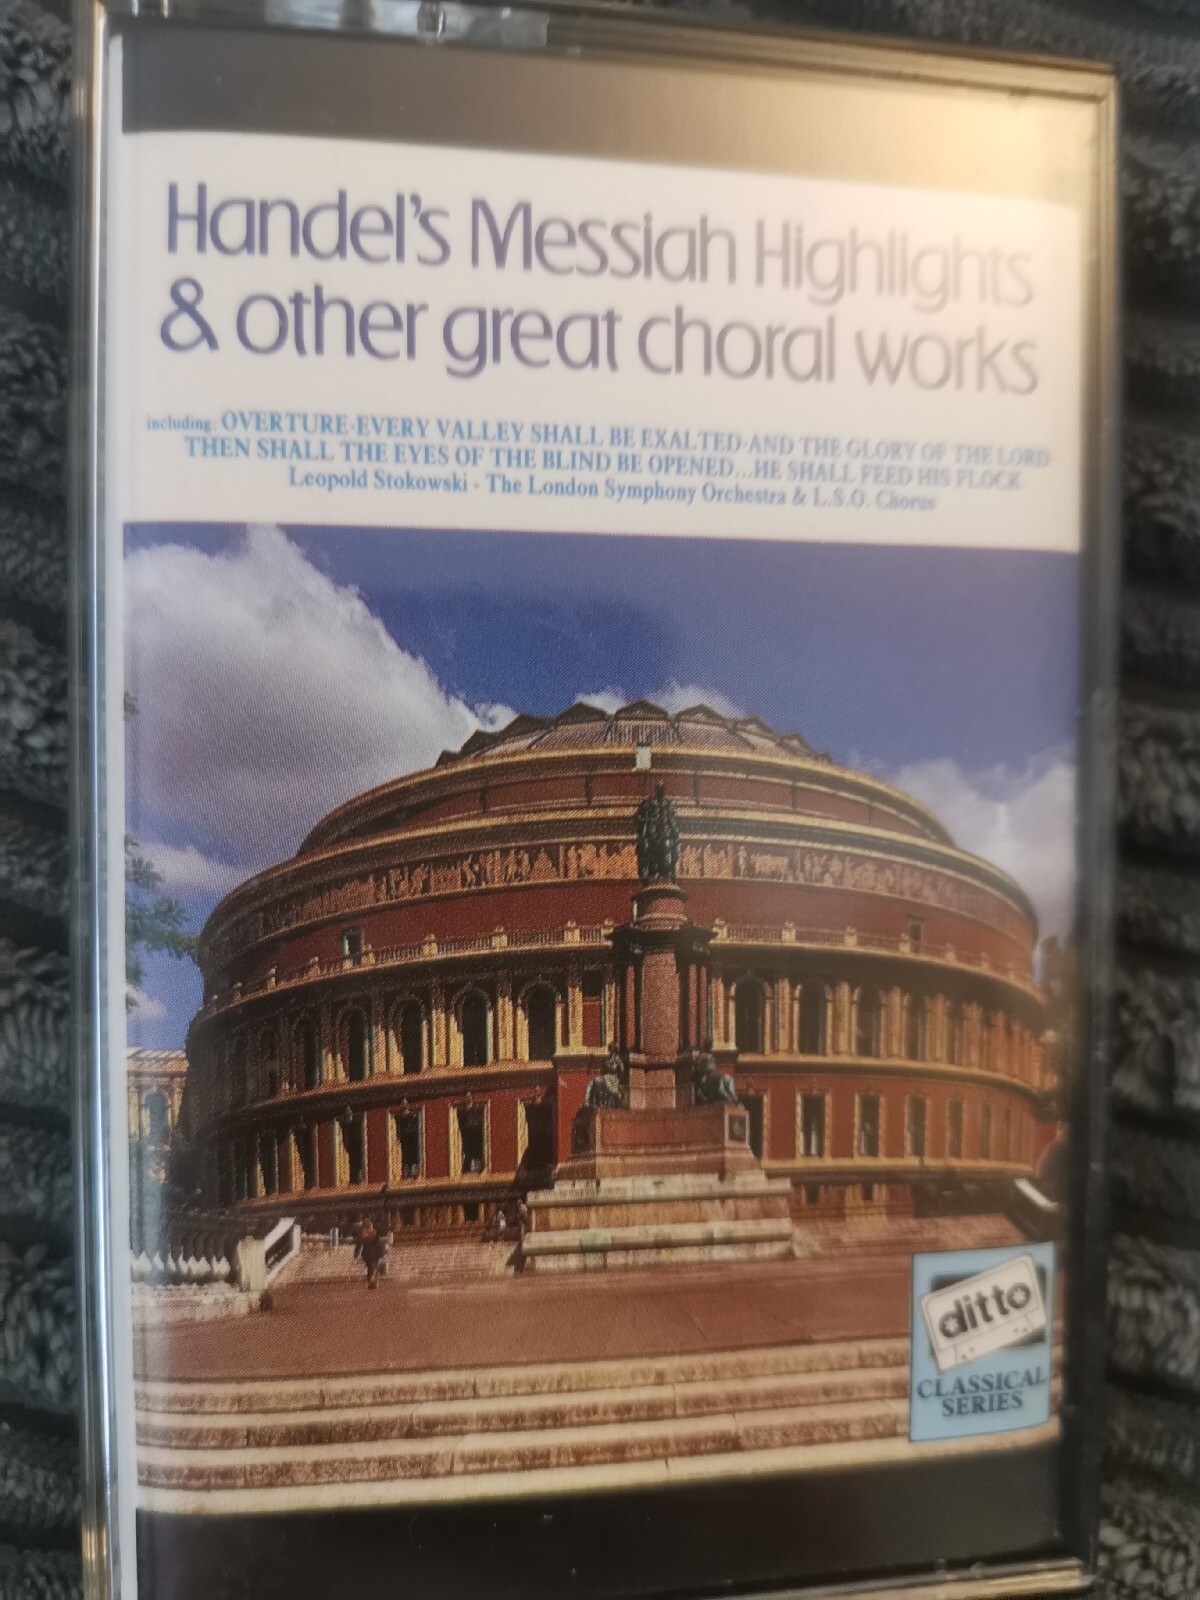 Handel's Messiah Highlights
& other great choral works
including: OVERTURE·EVERY VALLEY SHALL BE EXALTED·AND THE GLORY OF THE LORD
THEN SHALL THE EYES OF THE BLIND BE OPENED...HE SHALL FEED HIS FLOCK
Leopold Stokowski - The London Symphony Orchestra & L.S.O. Chorus
ditto
CLASSICAL
SERIES